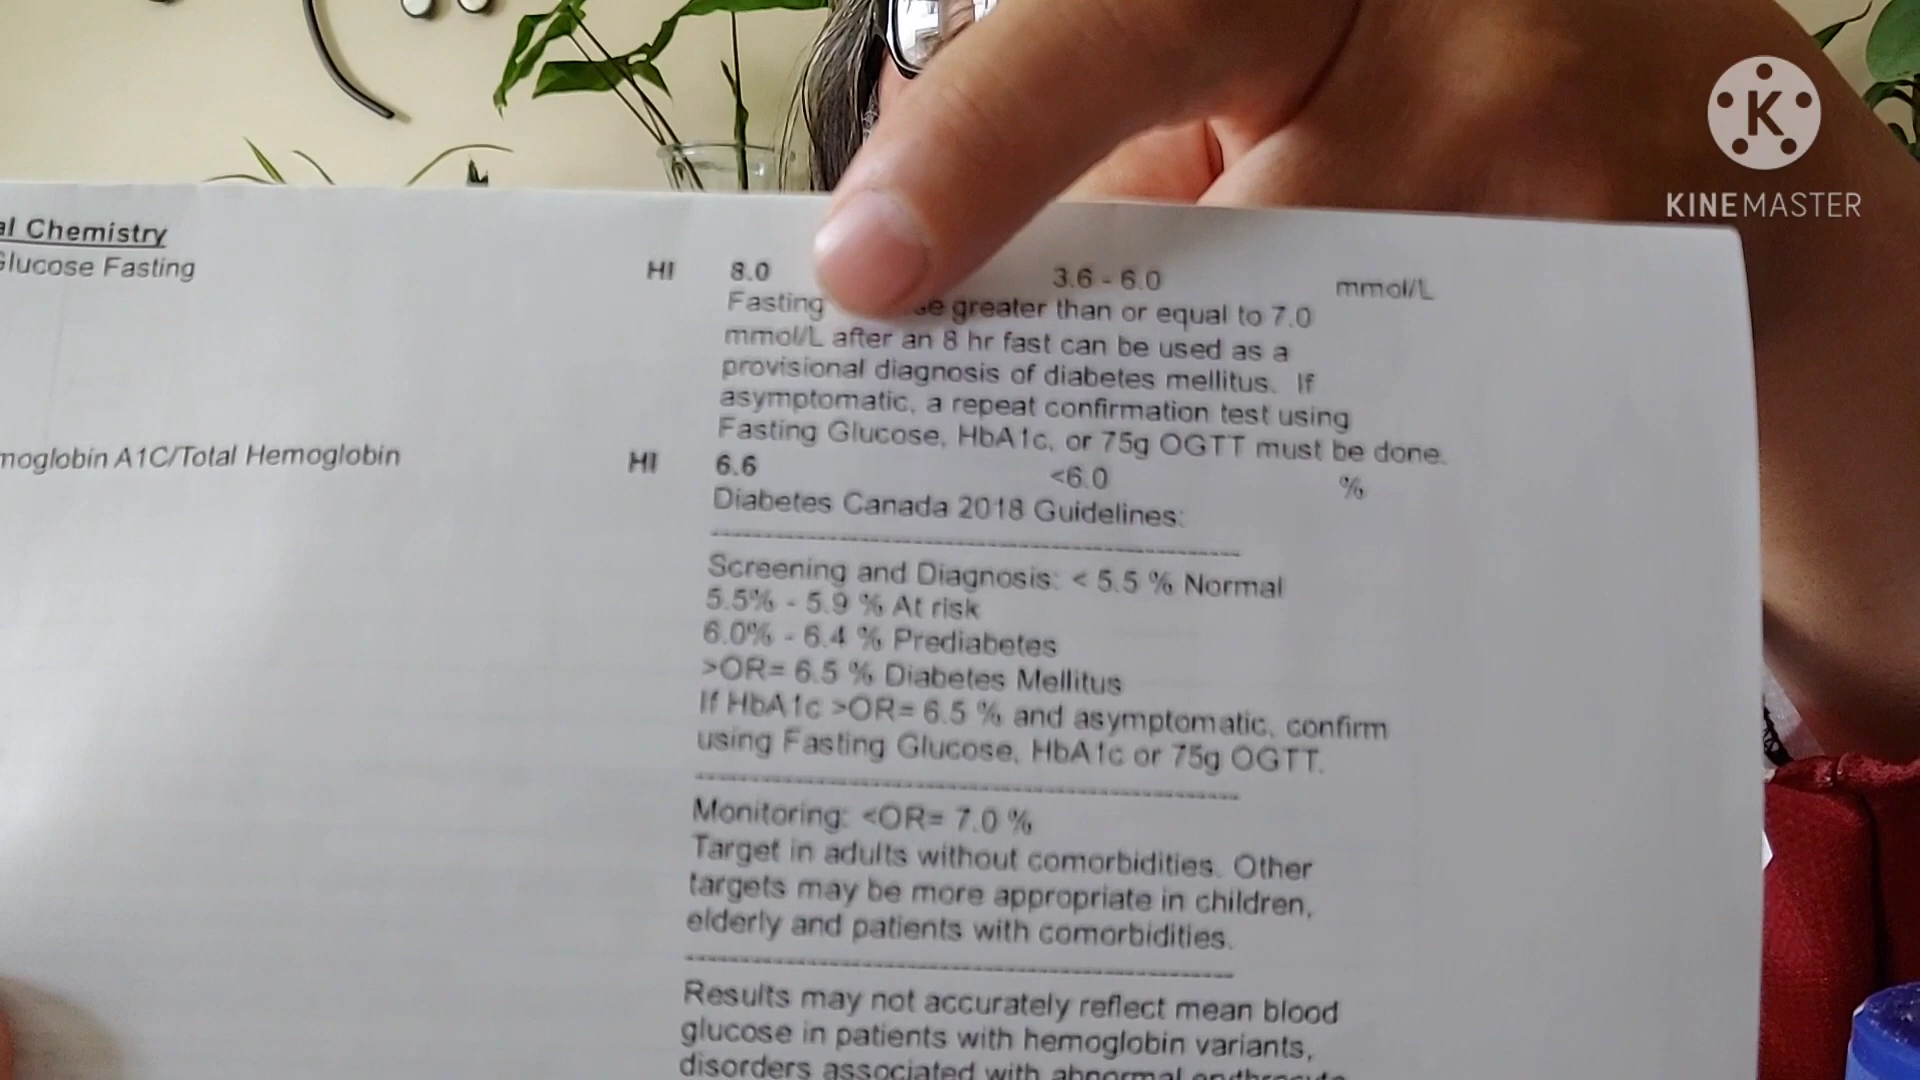 K
KINEMASTER
al Chemistry
Glucose Fasting HI 8.0 3.6 - 6.0 mmol/L
Fasting greater than or equal to 7.0
mmol/L after an 8 hr fast can be used as a
provisional diagnosis of diabetes mellitus. If
asymptomatic, a repeat confirmation test using
Fasting Glucose, HbA1c, or 75g OGTT must be done.
moglobin A1C/Total Hemoglobin HI 6.6 <6.0 %
Diabetes Canada 2018 Guidelines:
Screening and Diagnosis: < 5.5 % Normal
5.5% - 5.9 % At risk
6.0% - 6.4 % Prediabetes
>OR= 6.5 % Diabetes Mellitus
If HbA1c >OR= 6.5 % and asymptomatic, confirm
using Fasting Glucose, HbA1c or 75g OGTT.
Monitoring: <OR= 7.0 %
Target in adults without comorbidities. Other
targets may be more appropriate in children,
elderly and patients with comorbidities.
Results may not accurately reflect mean blood
glucose in patients with hemoglobin variants,
disorders associated with abnormal